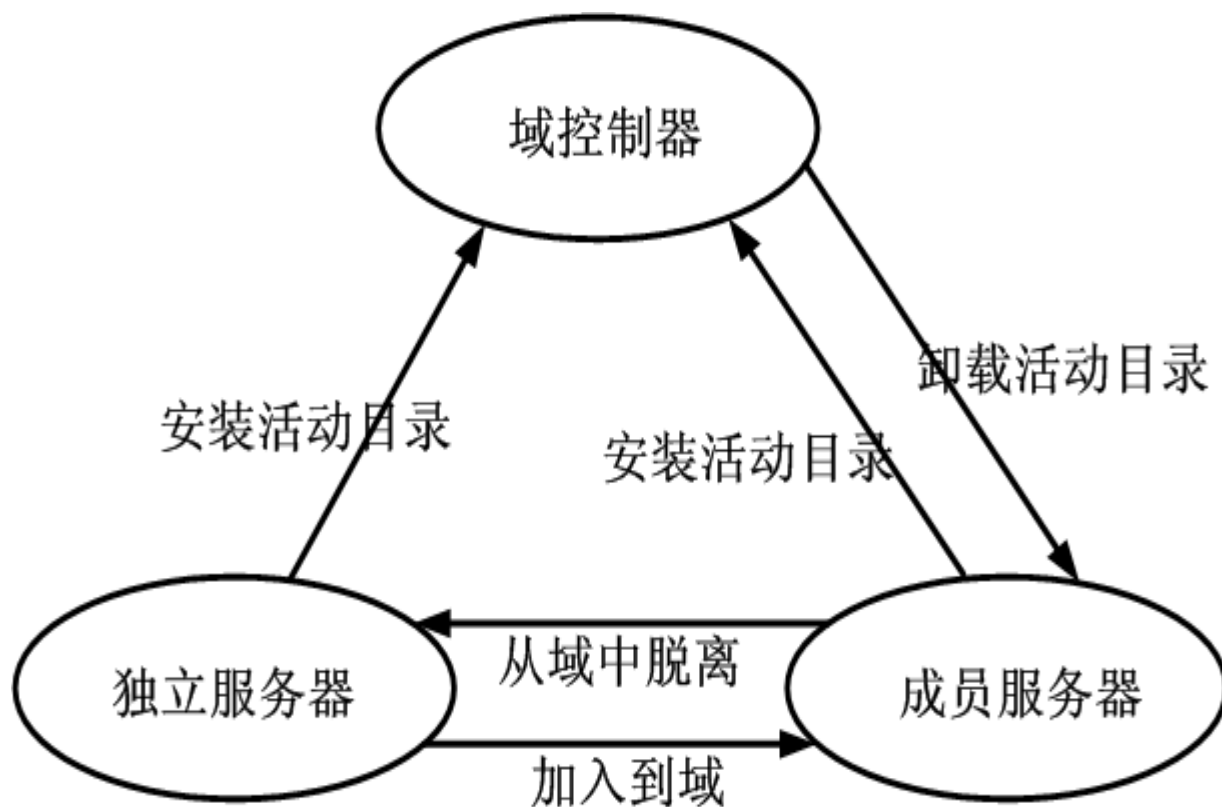 域控制器
卸载活动目录
安装活动目录
安装活动目录
从域中脱离
独立服务器
成员服务器
加入到域